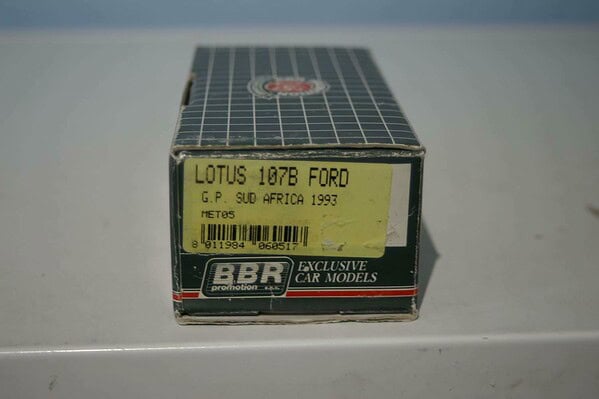 LOTUS 107B FORD
G.P. SUD AFRICA 1993
MET05
8 011984 060517
BBR
promotion s.n.c.
EXCLUSIVE
CAR MODELS